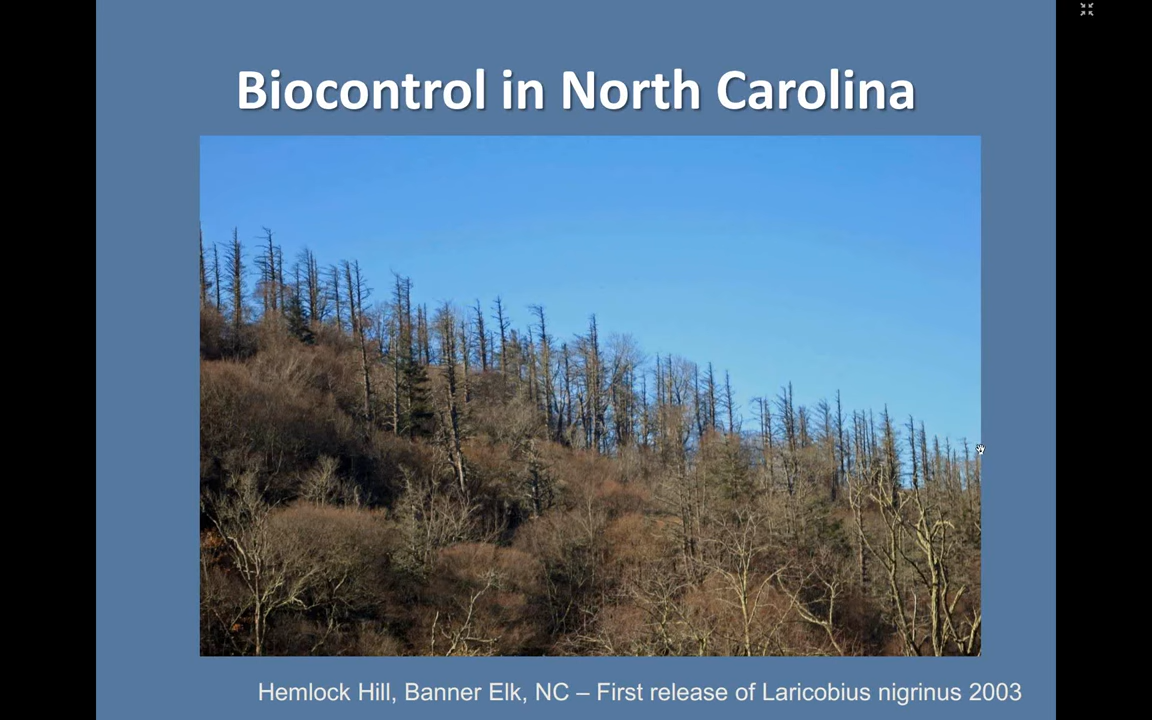 Biocontrol in North Carolina
Hemlock Hill, Banner Elk, NC – First release of Laricobius nigrinus 2003